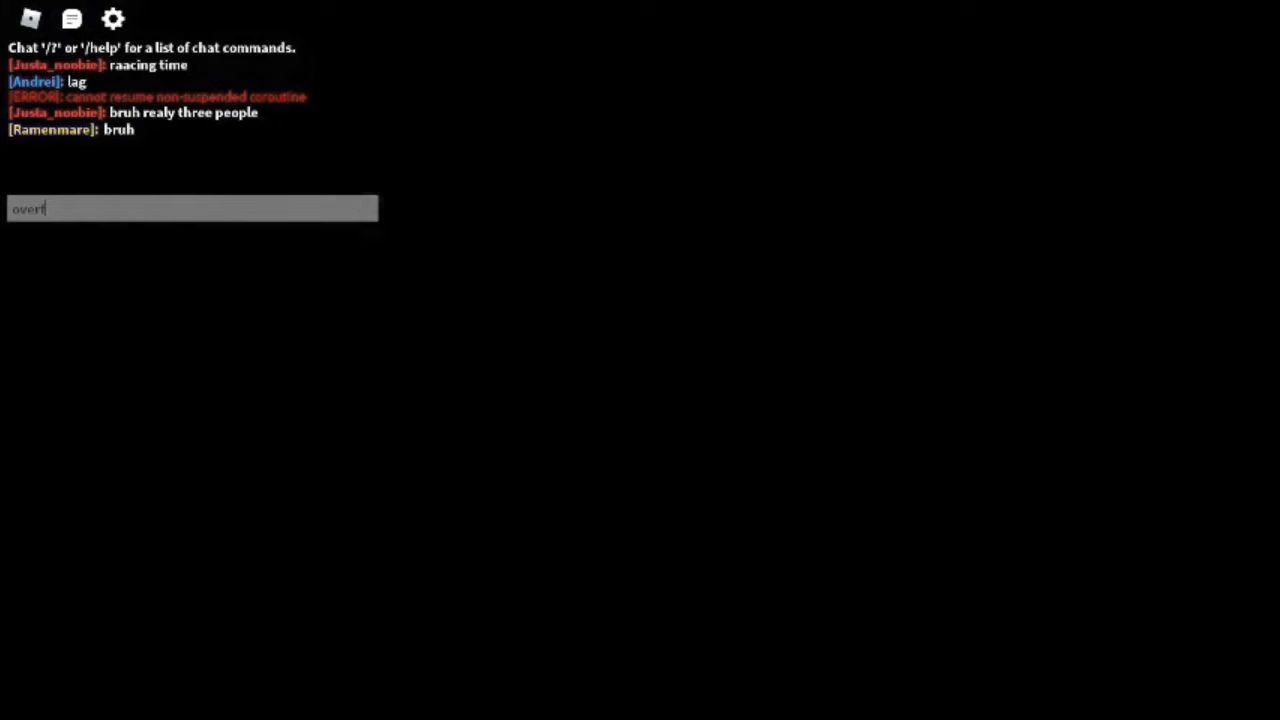 Chat '/?' or '/help' for a list of chat commands.
[Justa_noobie]: raacing time
[Andrei]: lag
[ERROR]: cannot resume non-suspended coroutine
[Justa_noobie]: bruh realy three people
[Ramenmare]: bruh
overt